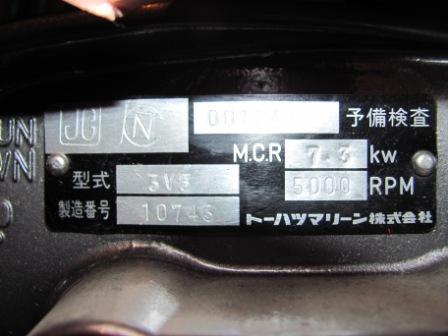 JG N 予備検査
M.C.R 7.3 kw
型式 3V3 5000 RPM
製造番号 10743 トーハツマリーン株式会社